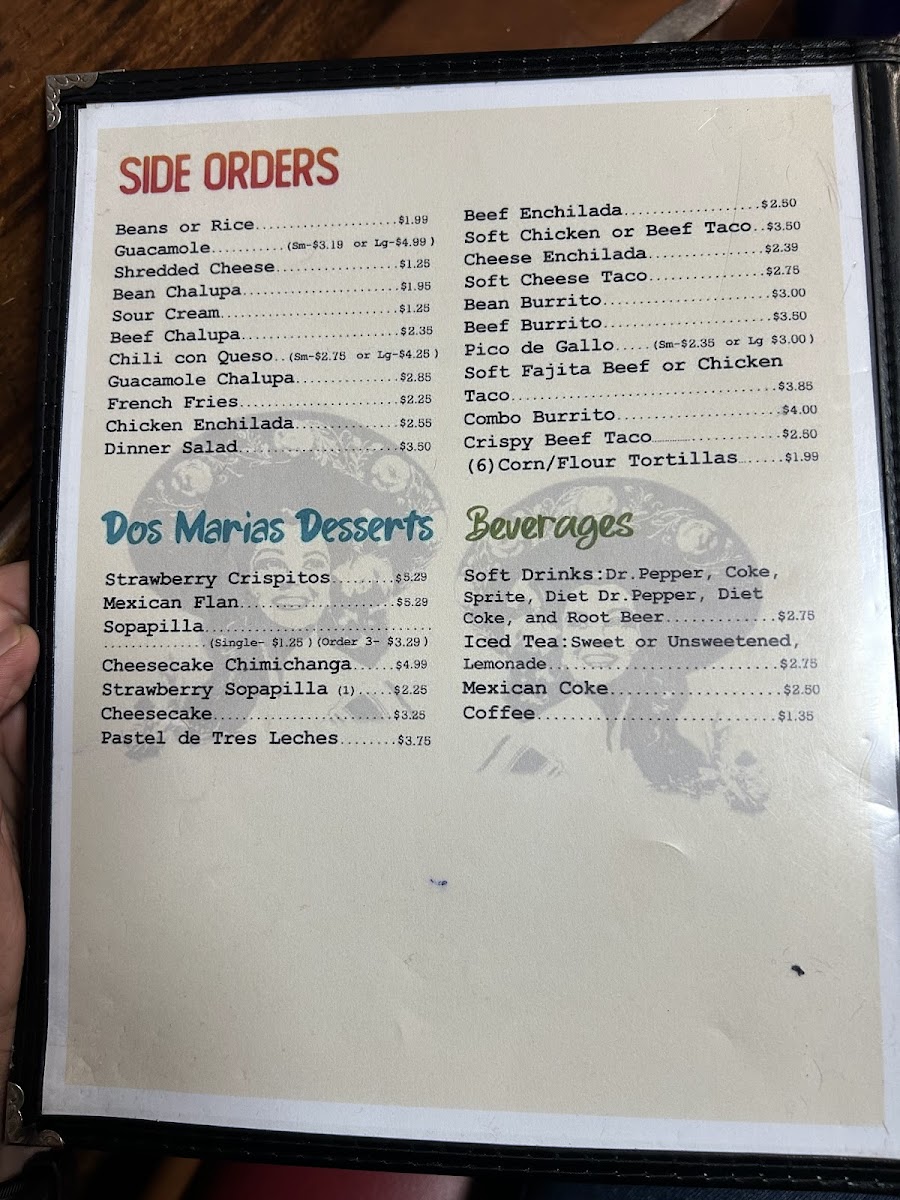 SIDE ORDERS
Beans or Rice.....................$1.99
Guacamole...........(Sm-$3.19 or Lg-$4.99 )
Shredded Cheese..................$1.25
Bean Chalupa.......................$1.95
Sour Cream..........................$1.25
Beef Chalupa.......................$2.35
Chili con Queso..(Sm-$2.75 or Lg-$4.25 )
Guacamole Chalupa...............$2.85
French Fries.......................$2.25
Chicken Enchilada...............$2.55
Dinner Salad.......................$3.50
Beef Enchilada....................$2.50
Soft Chicken or Beef Taco..$3.50
Cheese Enchilada.................$2.39
Soft Cheese Taco.................$2.75
Bean Burrito........................$3.00
Beef Burrito........................$3.50
Pico de Gallo.....(Sm-$2.35 or Lg $3.00 )
Soft Fajita Beef or Chicken
Taco.......................................$3.85
Combo Burrito.......................$4.00
Crispy Beef Taco...................$2.50
(6)Corn/Flour Tortillas.......$1.99
Dos Marias Desserts
Strawberry Crispitos.........$5.29
Mexican Flan.......................$5.29
Sopapilla.................................
..............(Single- $1.25 )(Order 3- $3.29 )
Cheesecake Chimichanga......$4.99
Strawberry Sopapilla (1).....$2.25
Cheesecake..........................$3.25
Pastel de Tres Leches........$3.75
Beverages
Soft Drinks:Dr.Pepper, Coke,
Sprite, Diet Dr.Pepper, Diet
Coke, and Root Beer.............$2.75
Iced Tea:Sweet or Unsweetened,
Lemonade................................$2.75
Mexican Coke.........................$2.50
Coffee...................................$1.35